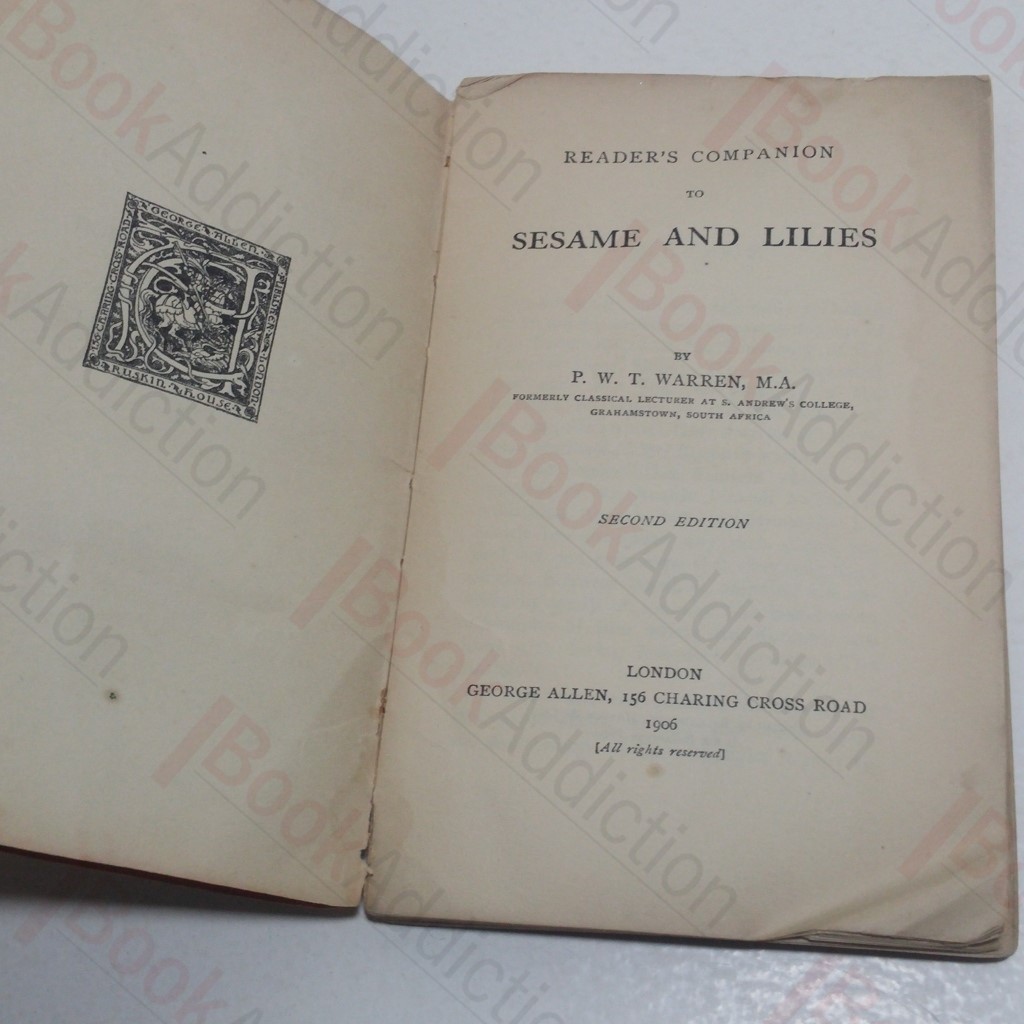 GEORGE ALLEN
PUBLISHER LONDON
RUSKIN HOUSE
156 CHARING CROSS ROAD
READER'S COMPANION
TO
SESAME AND LILIES
BY
P. W. T. WARREN, M.A.
FORMERLY CLASSICAL LECTURER AT S. ANDREW'S COLLEGE,
GRAHAMSTOWN, SOUTH AFRICA
SECOND EDITION
LONDON
GEORGE ALLEN, 156 CHARING CROSS ROAD
1906
[All rights reserved]
BookAddiction